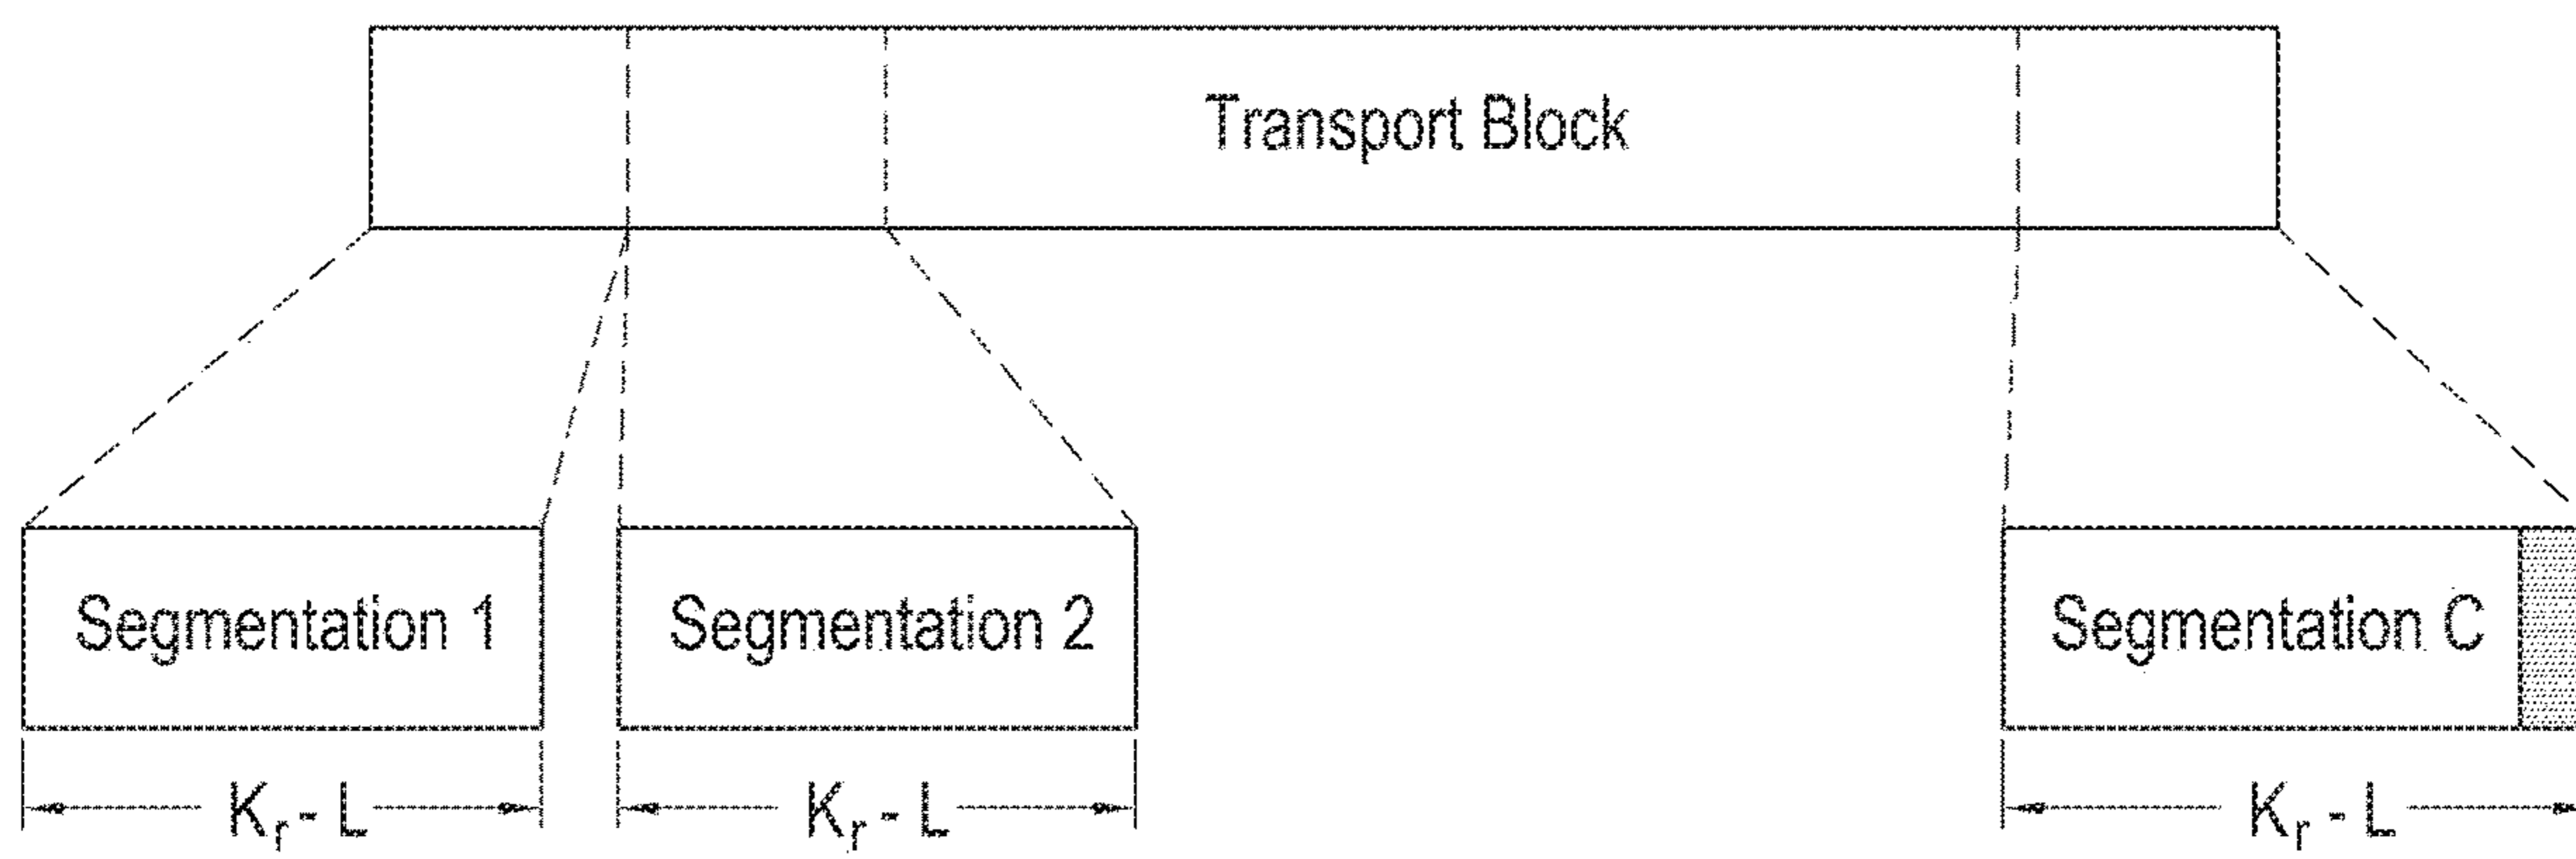 Transport Block
Segmentation 1 Segmentation 2 Segmentation C
Kᵣ - L Kᵣ - L Kᵣ - L